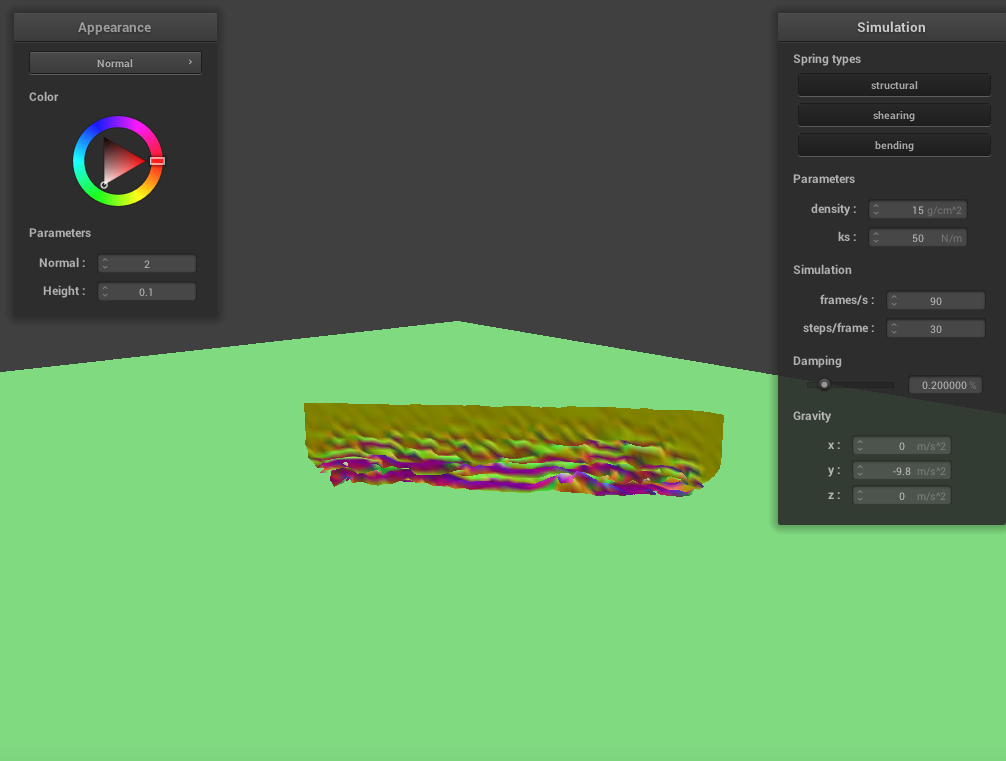 Appearance
Normal
Color
Parameters
Normal : 2
Height : 0.1
Simulation
Spring types
structural
shearing
bending
Parameters
density : 15 g/cm^2
ks : 50 N/m
Simulation
frames/s : 90
steps/frame : 30
Damping
0.200000 %
Gravity
x : 0 m/s^2
y : -9.8 m/s^2
z : 0 m/s^2